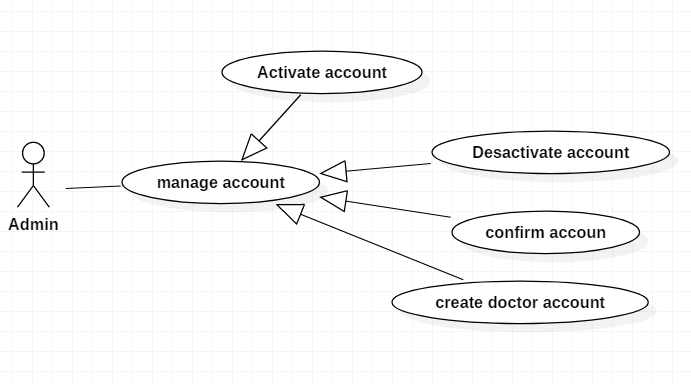 Activate account
Desactivate account
manage account
Admin
confirm accoun
create doctor account